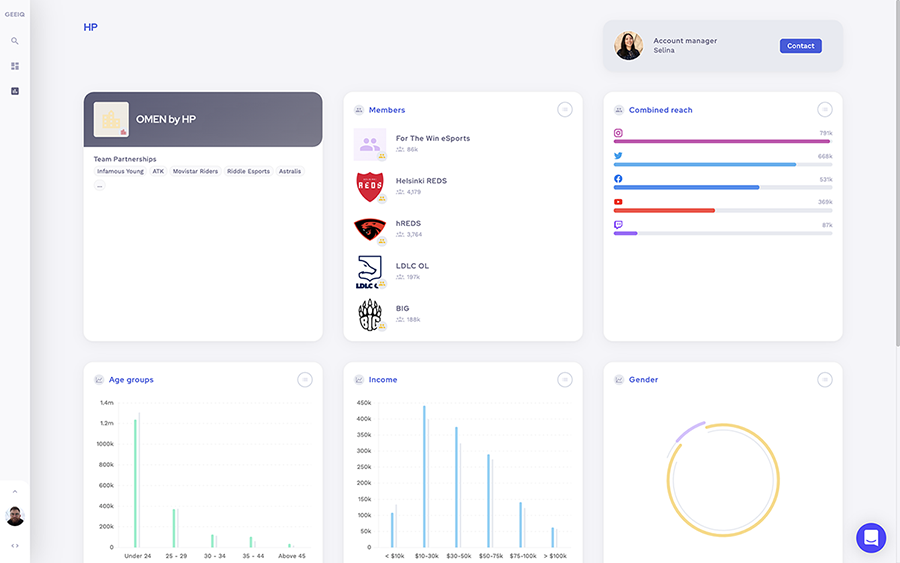 GEEIQ
HP
Account manager
Selina
Contact
OMEN by HP
Team Partnerships
Infamous Young ATK Movistar Riders Riddle Esports Astralis
...
Members
For The Win eSports
86k
Helsinki REDS
4,179
REDS
hREDS
3,764
LDLC OL
197k
LDLC OL
BIG
188k
BIG
Combined reach
791k
668k
531k
369k
87k
Age groups
1.4m
1.2m
1000k
800k
600k
400k
200k
0
Under 24 25 - 29 30 - 34 35 - 44 Above 45
Income
450k
400k
350k
300k
250k
200k
150k
100k
50k
0
< $10k $10-30k $30-50k $50-75k $75-100k > $100k
Gender